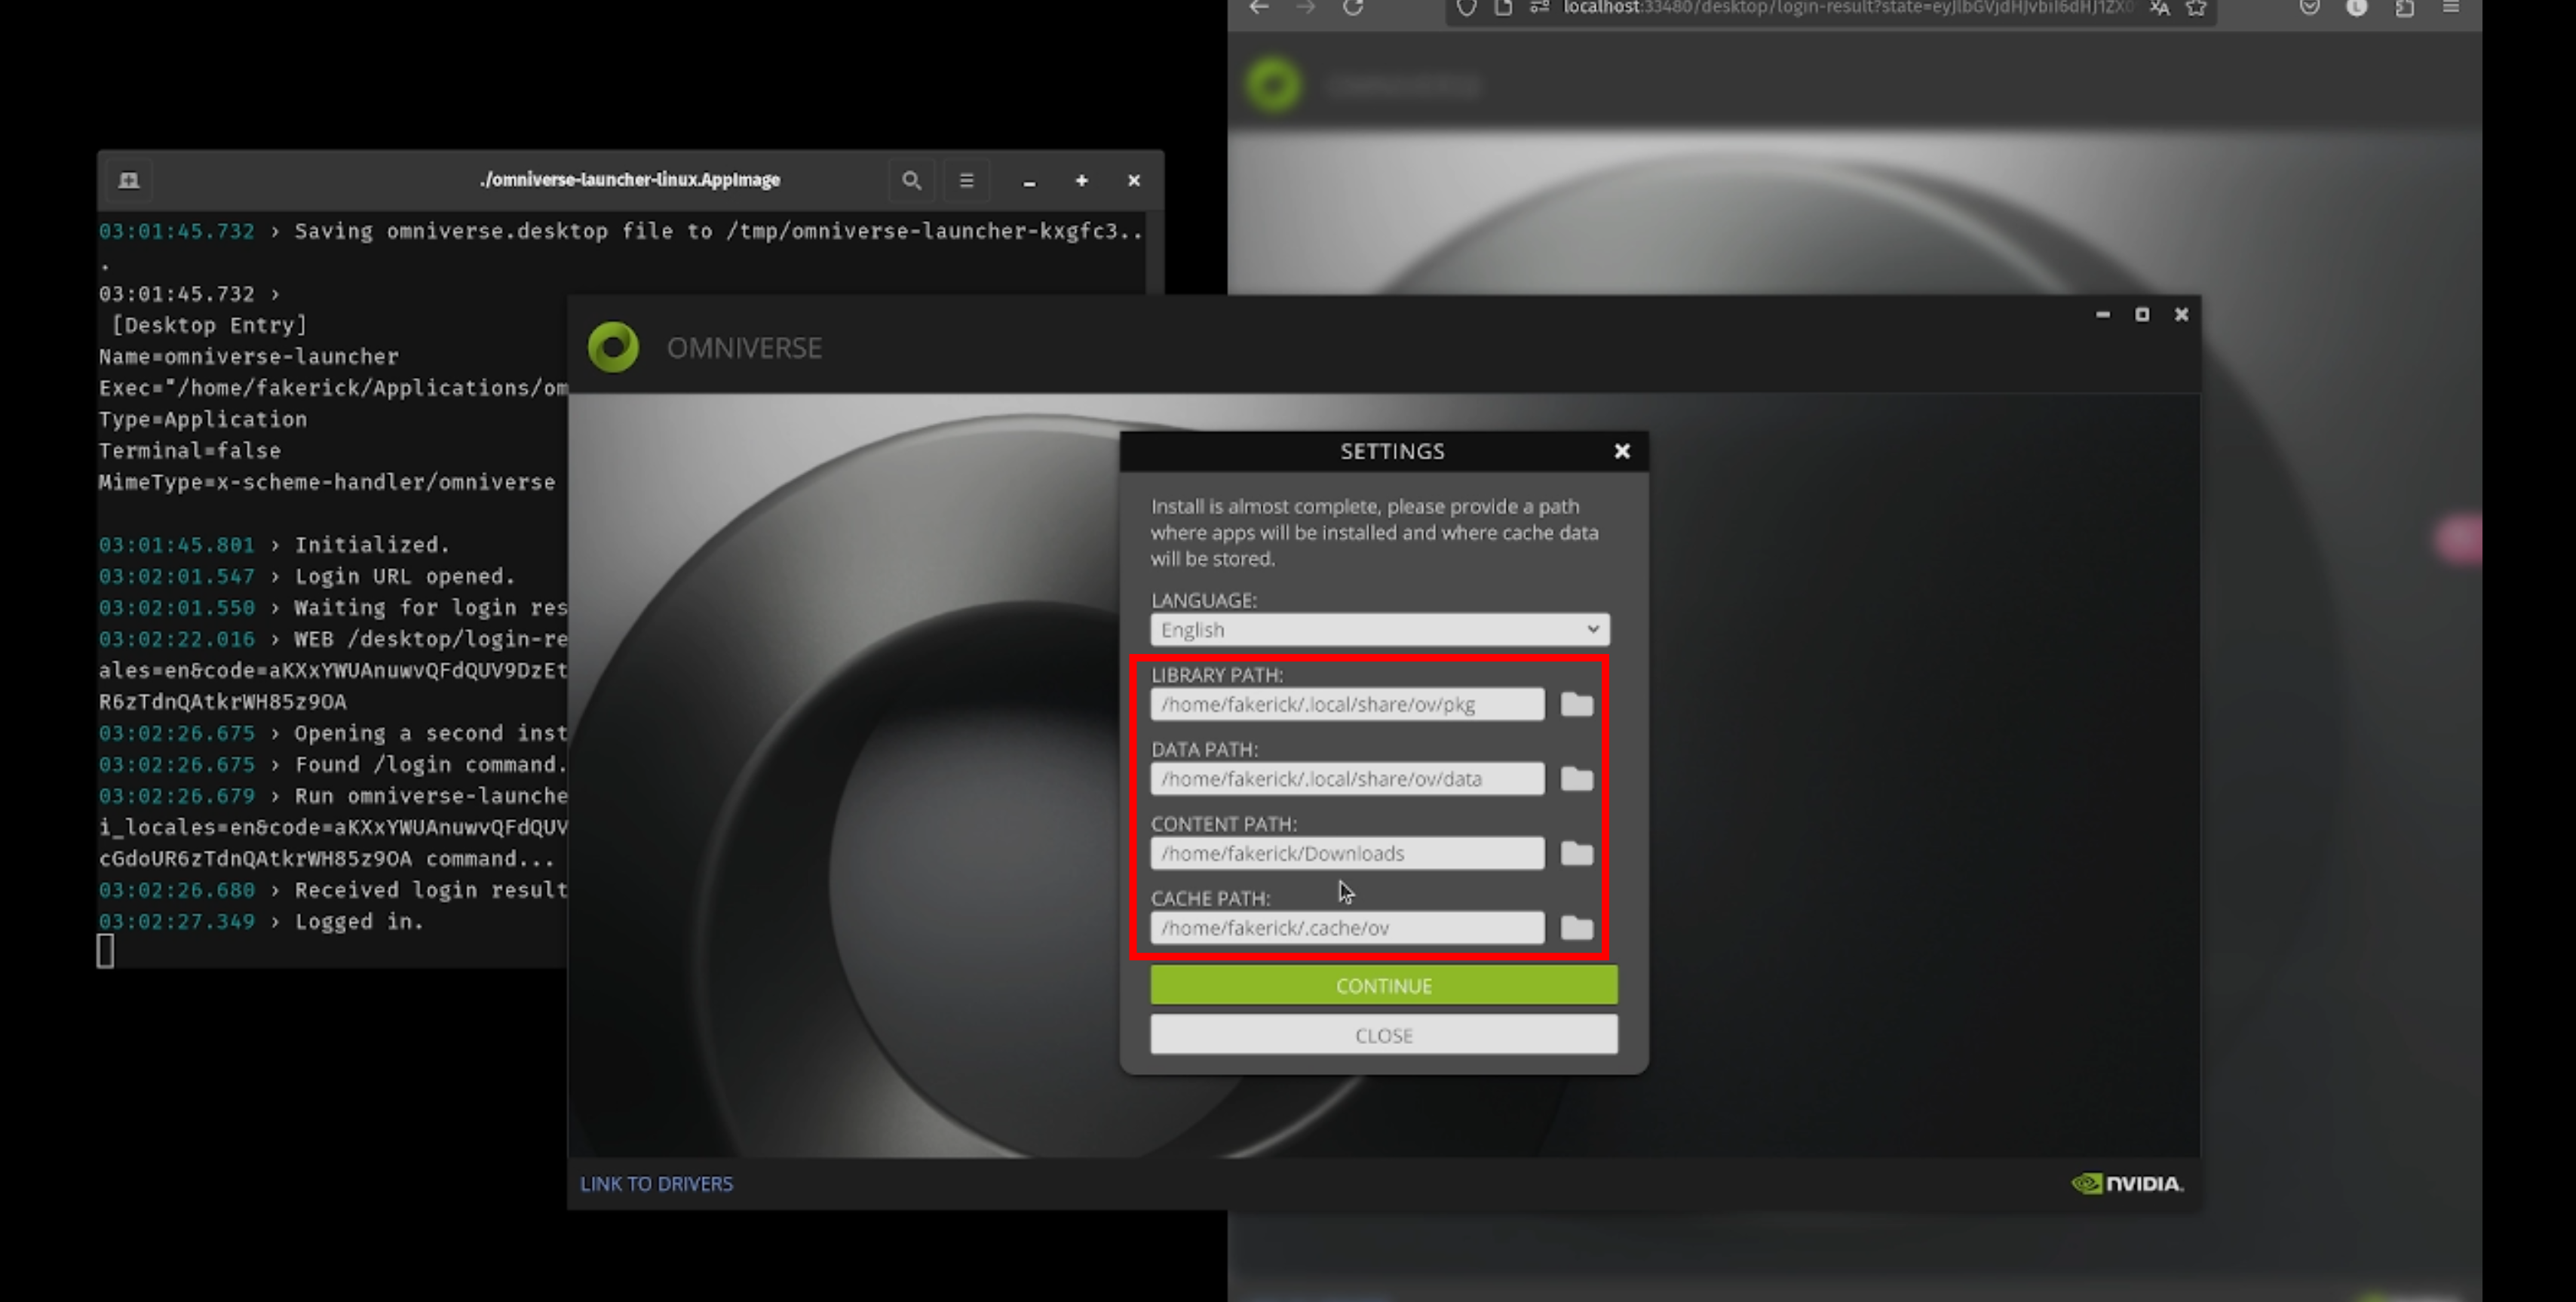 localhost:33480/desktop/login-result?state=
./omniverse-launcher-linux.AppImage
03:01:45.732 › Saving omniverse.desktop file to /tmp/omniverse-launcher-kxgfc3..
.
03:01:45.732 ›
[Desktop Entry]
Name=omniverse-launcher
Exec="/home/fakerick/Applications/om
Type=Application
Terminal=false
MimeType=x-scheme-handler/omniverse
03:01:45.801 › Initialized.
03:02:01.547 › Login URL opened.
03:02:01.550 › Waiting for login res
03:02:22.016 › WEB /desktop/login-re
ales=en&code=aKXxYWUAnuwvQFdQUV9DzEt
R6zTdnQAtkrWH85z9OA
03:02:26.675 › Opening a second inst
03:02:26.675 › Found /login command.
03:02:26.679 › Run omniverse-launche
i_locales=en&code=aKXxYWUAnuwvQFdQUV
cGdoUR6zTdnQAtkrWH85z9OA command...
03:02:26.680 › Received login result
03:02:27.349 › Logged in.
OMNIVERSE
SETTINGS
Install is almost complete, please provide a path
where apps will be installed and where cache data
will be stored.
LANGUAGE:
English
LIBRARY PATH:
/home/fakerick/.local/share/ov/pkg
DATA PATH:
/home/fakerick/.local/share/ov/data
CONTENT PATH:
/home/fakerick/Downloads
CACHE PATH:
/home/fakerick/.cache/ov
CONTINUE
CLOSE
LINK TO DRIVERS
NVIDIA.